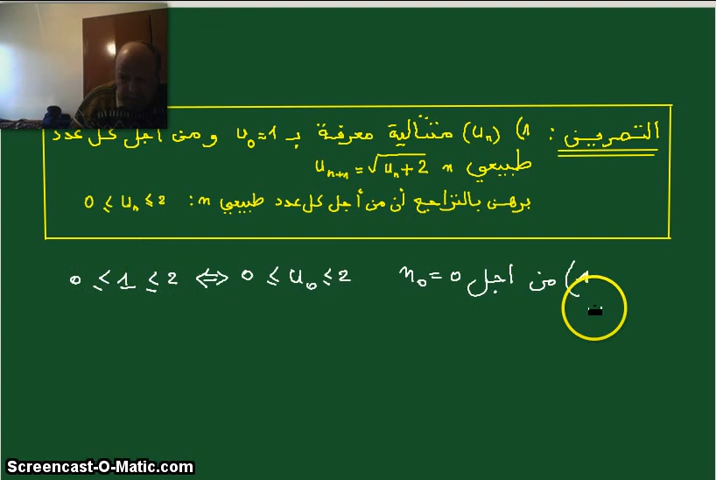 التمرين : 1) (Un) متتالية معرفة بـ U0=1 ومن أجل كل عدد
طبيعي n Un+1=√Un+2
برهن بالتراجع أن من أجل كل عدد طبيعي n : 0 ≤ Un ≤ 2
1) من أجل n0=0 0 ≤ U0 ≤ 2 ⇔ 0 ≤ 1 ≤ 2
Screencast-O-Matic.com